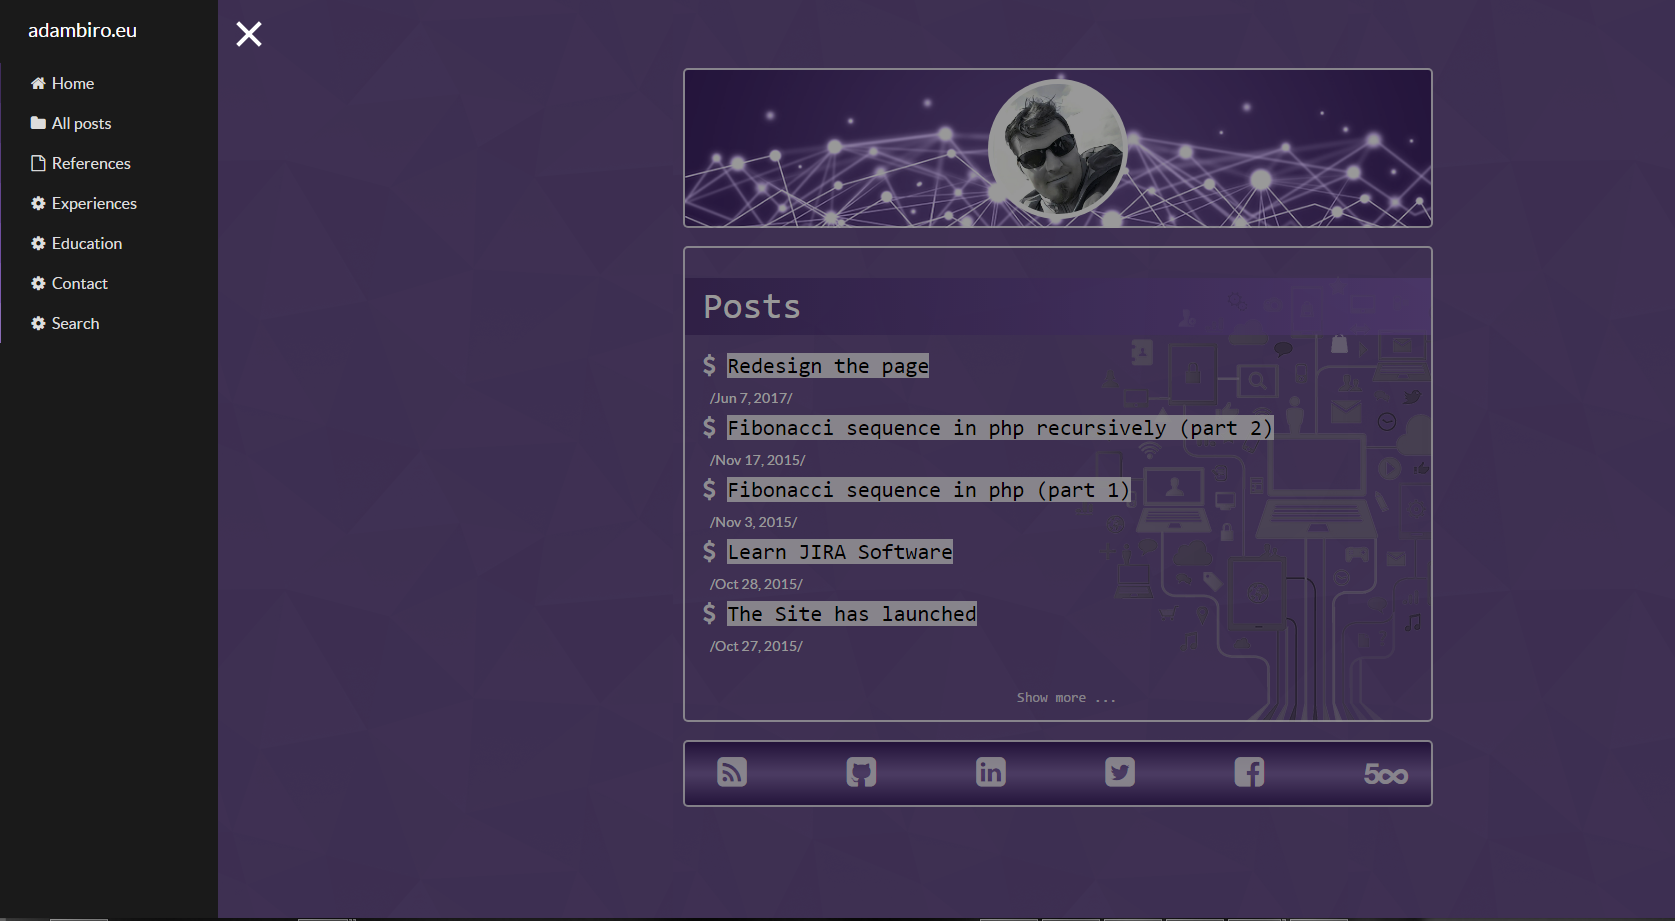 adambiro.eu
Home
All posts
References
Experiences
Education
Contact
Search
Posts
$ Redesign the page
/Jun 7, 2017/
$ Fibonacci sequence in php recursively (part 2)
/Nov 17, 2015/
$ Fibonacci sequence in php (part 1)
/Nov 3, 2015/
$ Learn JIRA Software
/Oct 28, 2015/
$ The Site has launched
/Oct 27, 2015/
Show more ...